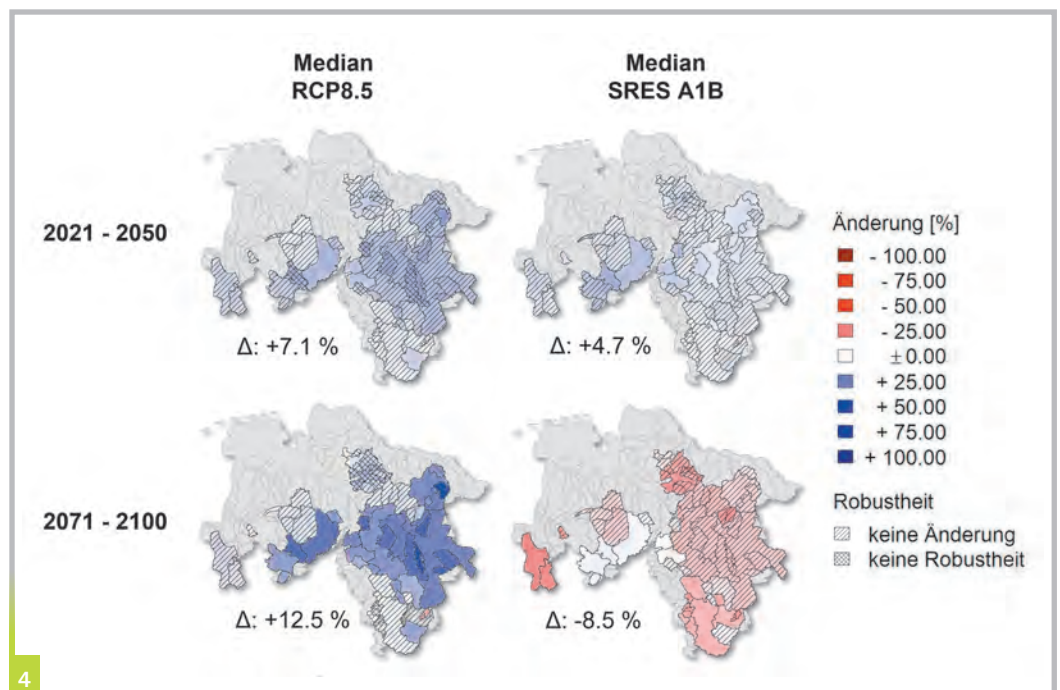 Median
RCP8.5
Median
SRES A1B
2021 - 2050
Δ: +7.1 %
Δ: +4.7 %
2071 - 2100
Δ: +12.5 %
Δ: -8.5 %
Änderung [%]
- 100.00
- 75.00
- 50.00
- 25.00
± 0.00
+ 25.00
+ 50.00
+ 75.00
+ 100.00
Robustheit
keine Änderung
keine Robustheit
4